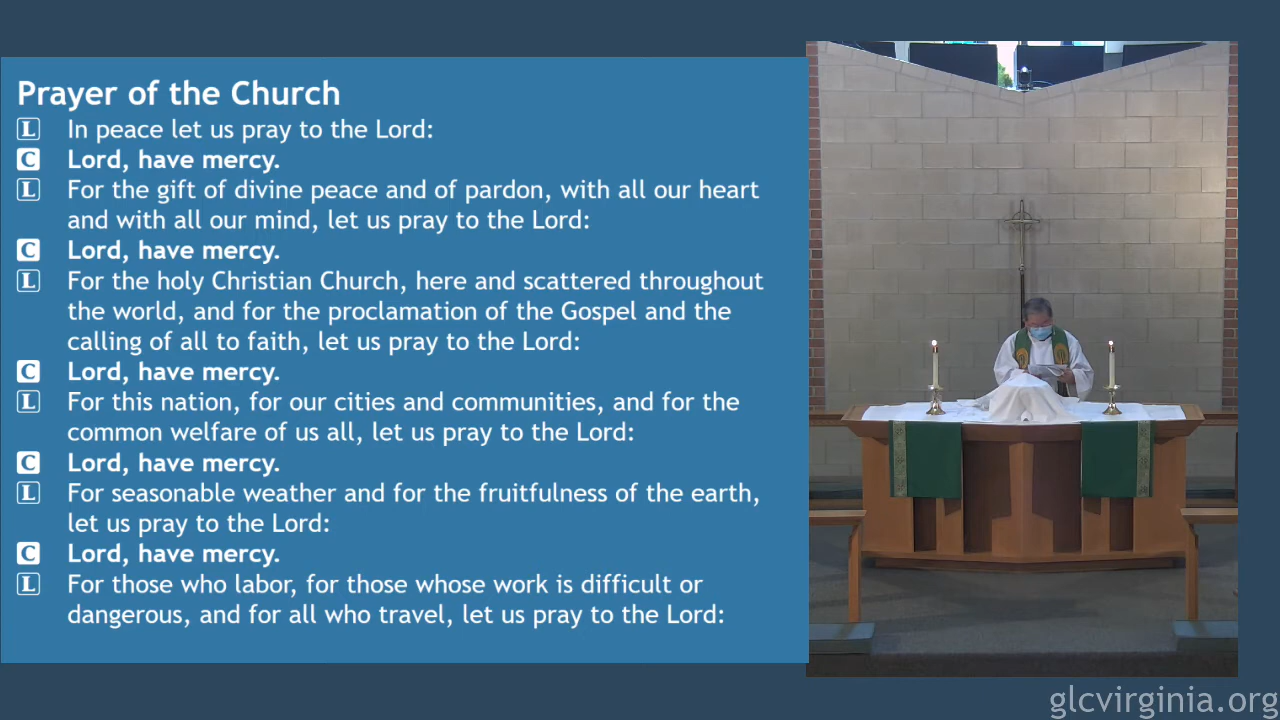 Prayer of the Church
L In peace let us pray to the Lord:
C Lord, have mercy.
L For the gift of divine peace and of pardon, with all our heart
and with all our mind, let us pray to the Lord:
C Lord, have mercy.
L For the holy Christian Church, here and scattered throughout
the world, and for the proclamation of the Gospel and the
calling of all to faith, let us pray to the Lord:
C Lord, have mercy.
L For this nation, for our cities and communities, and for the
common welfare of us all, let us pray to the Lord:
C Lord, have mercy.
L For seasonable weather and for the fruitfulness of the earth,
let us pray to the Lord:
C Lord, have mercy.
L For those who labor, for those whose work is difficult or
dangerous, and for all who travel, let us pray to the Lord:
glcvirginia.org